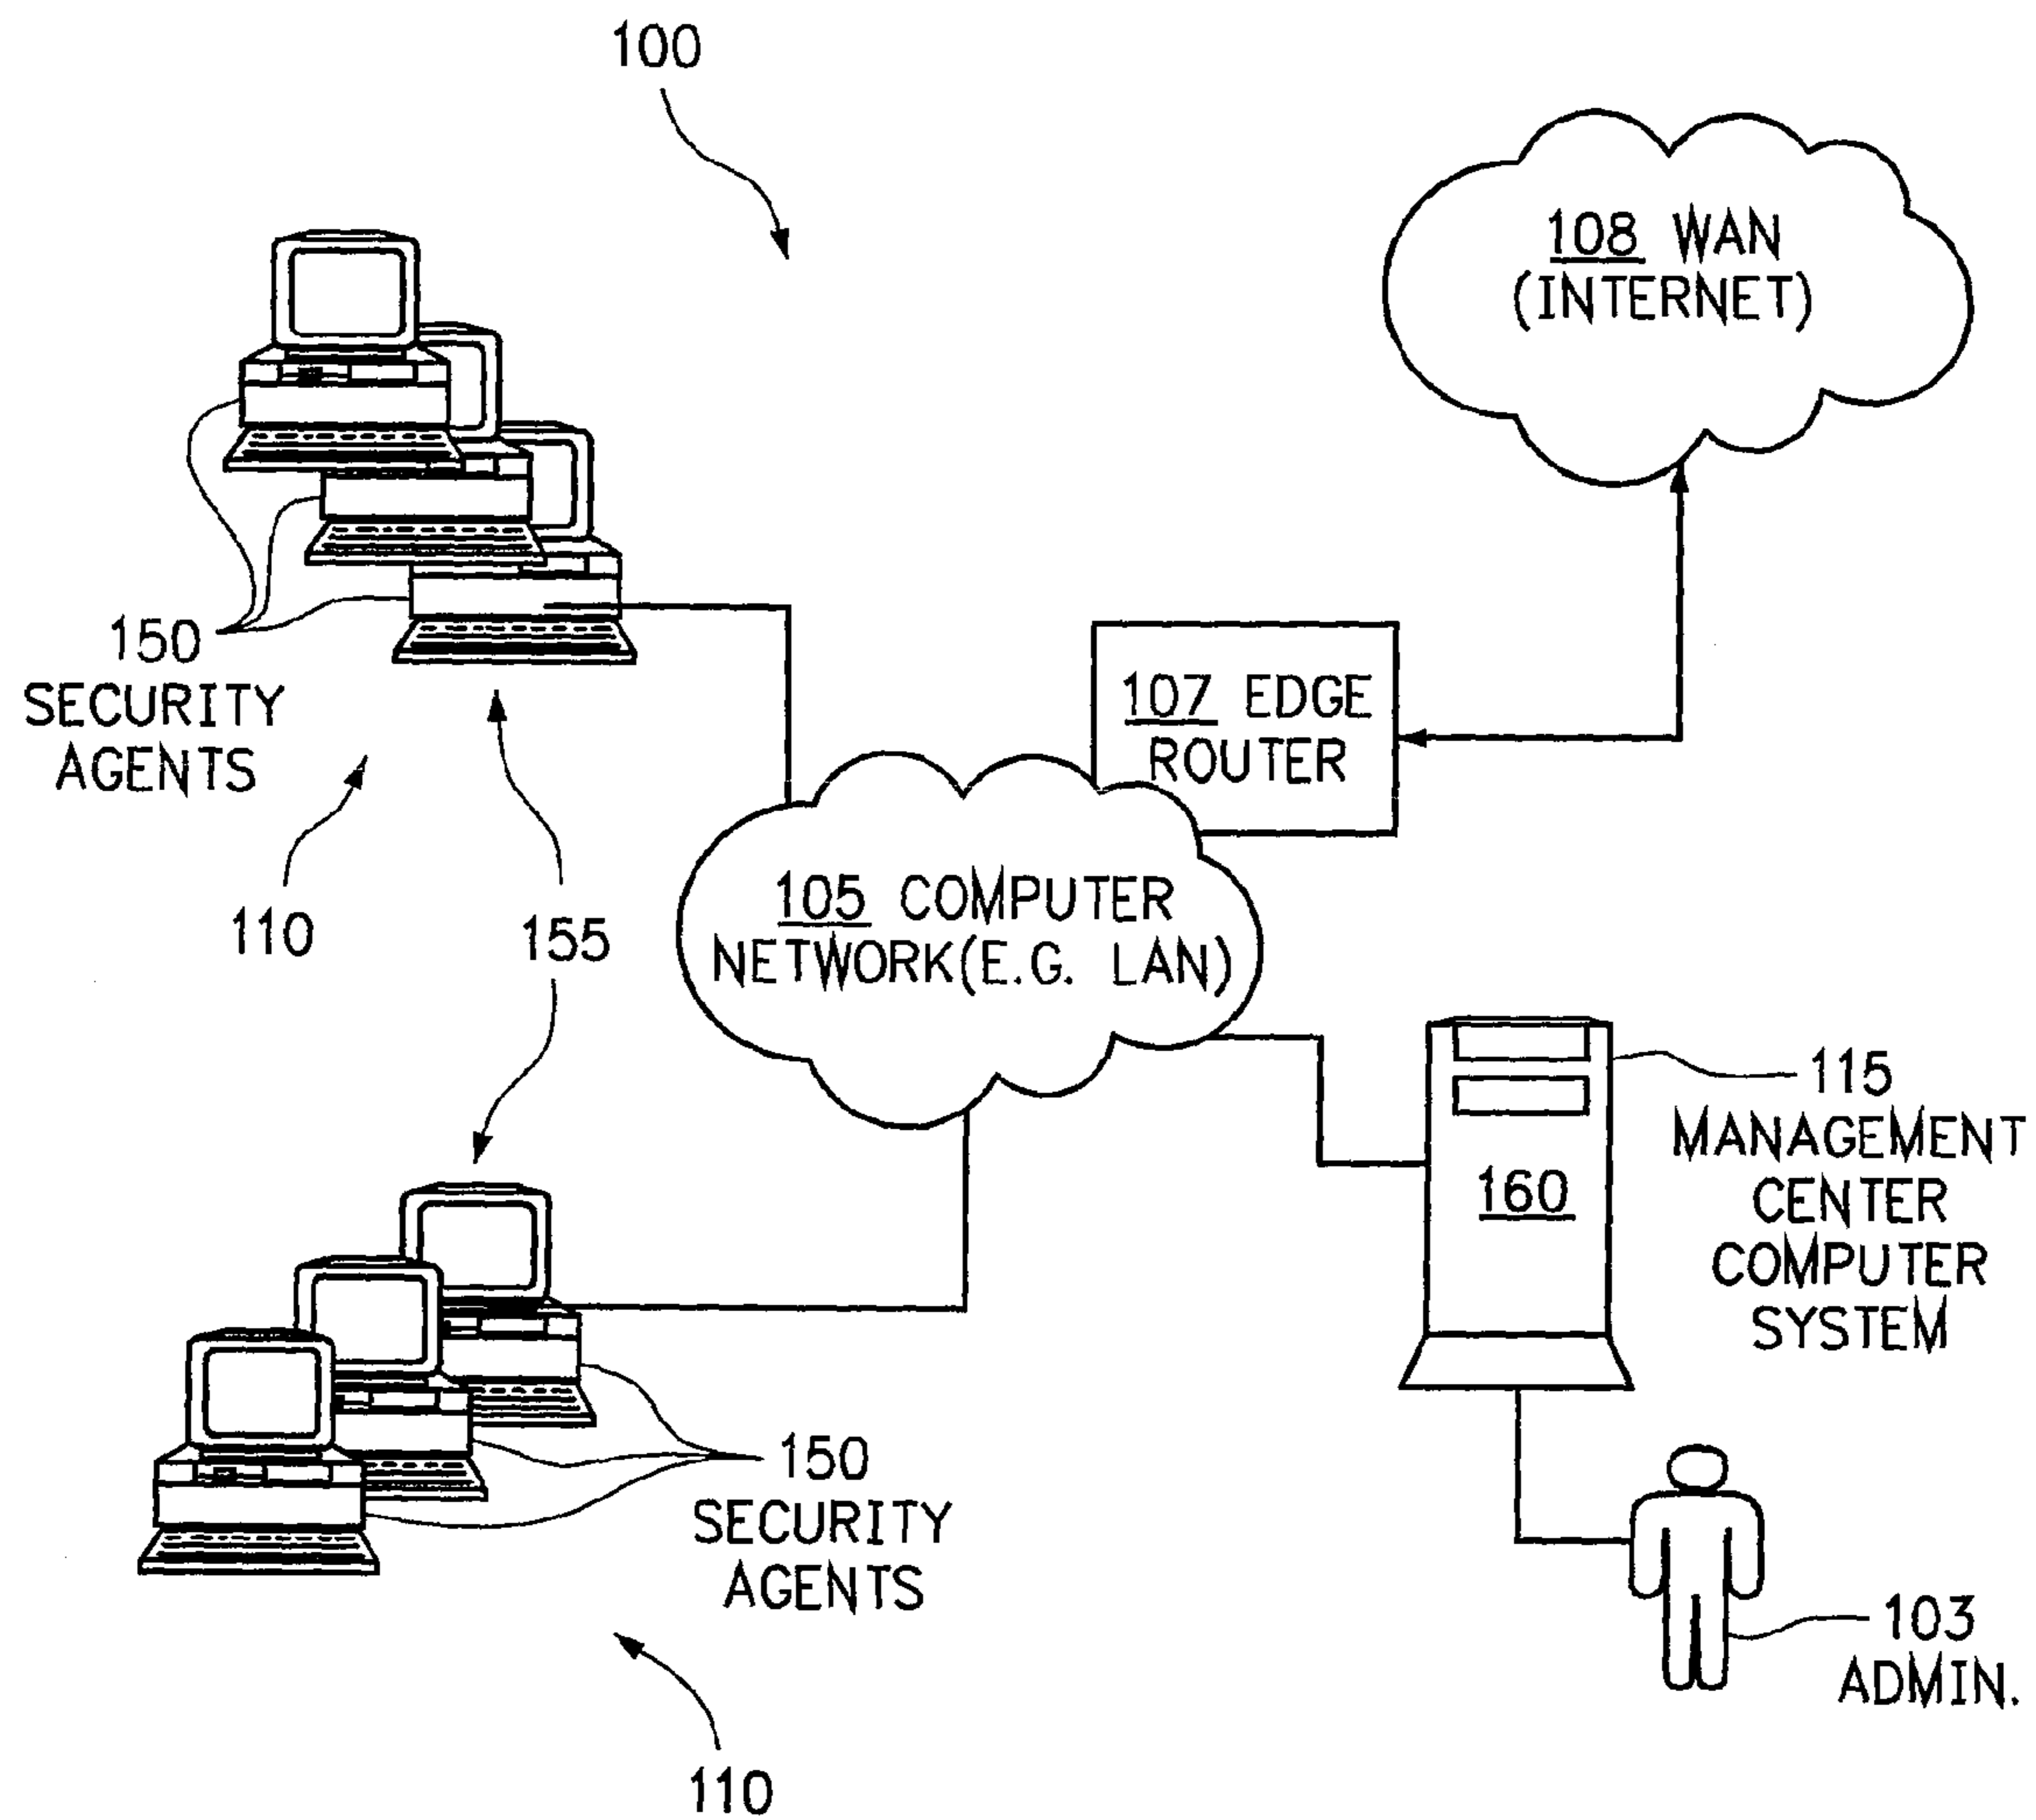 100
108 WAN
(INTERNET)
150
SECURITY
AGENTS
107 EDGE
ROUTER
110
155
105 COMPUTER
NETWORK(E.G. LAN)
115
MANAGEMENT
CENTER
COMPUTER
SYSTEM
160
150
SECURITY
AGENTS
103
ADMIN.
110